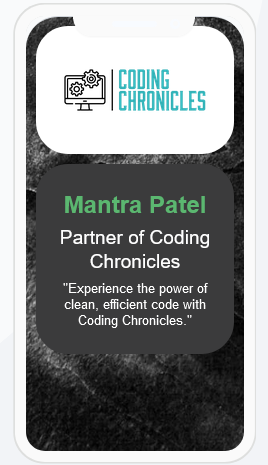 CODING
CHRONICLES
Mantra Patel
Partner of Coding
Chronicles
"Experience the power of
clean, efficient code with
Coding Chronicles."